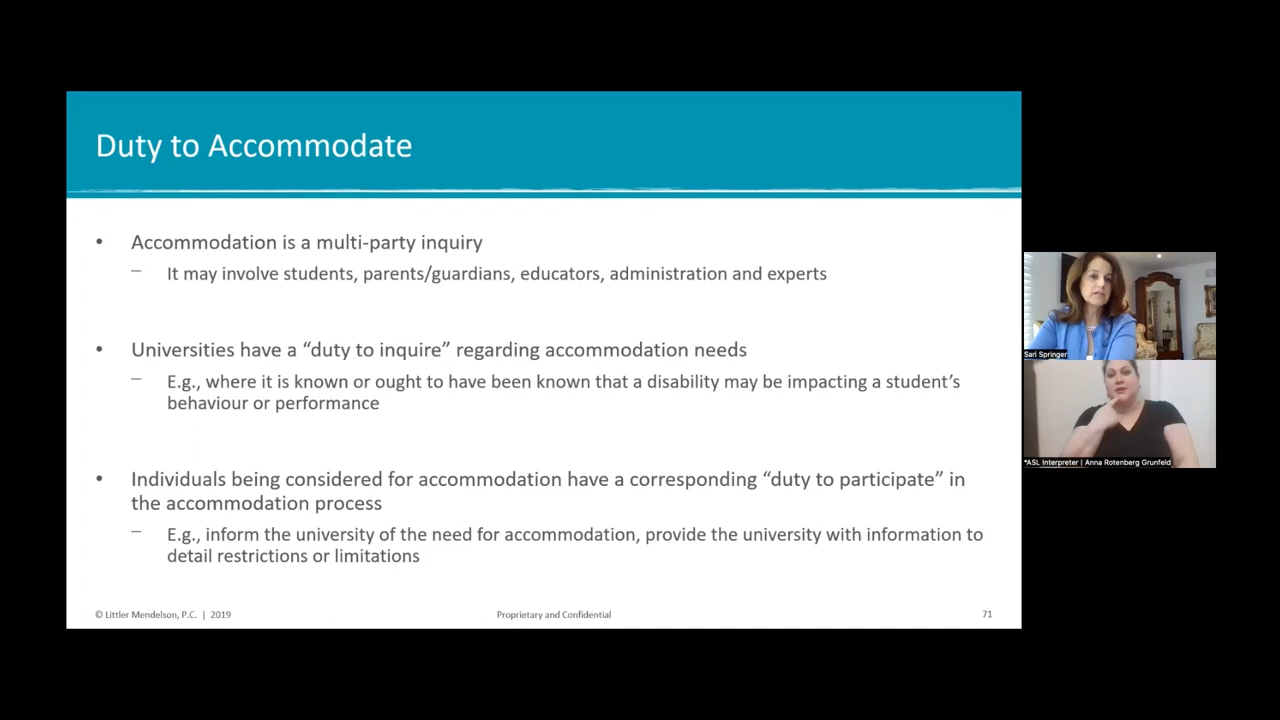 Duty to Accommodate
• Accommodation is a multi-party inquiry
– It may involve students, parents/guardians, educators, administration and experts
• Universities have a “duty to inquire” regarding accommodation needs
– E.g., where it is known or ought to have been known that a disability may be impacting a student’s
behaviour or performance
• Individuals being considered for accommodation have a corresponding “duty to participate” in
the accommodation process
– E.g., inform the university of the need for accommodation, provide the university with information to
detail restrictions or limitations
© Littler Mendelson, P.C. | 2019
Proprietary and Confidential
71
Sari Springer
*ASL Interpreter | Anna Rotenberg Grunfeld